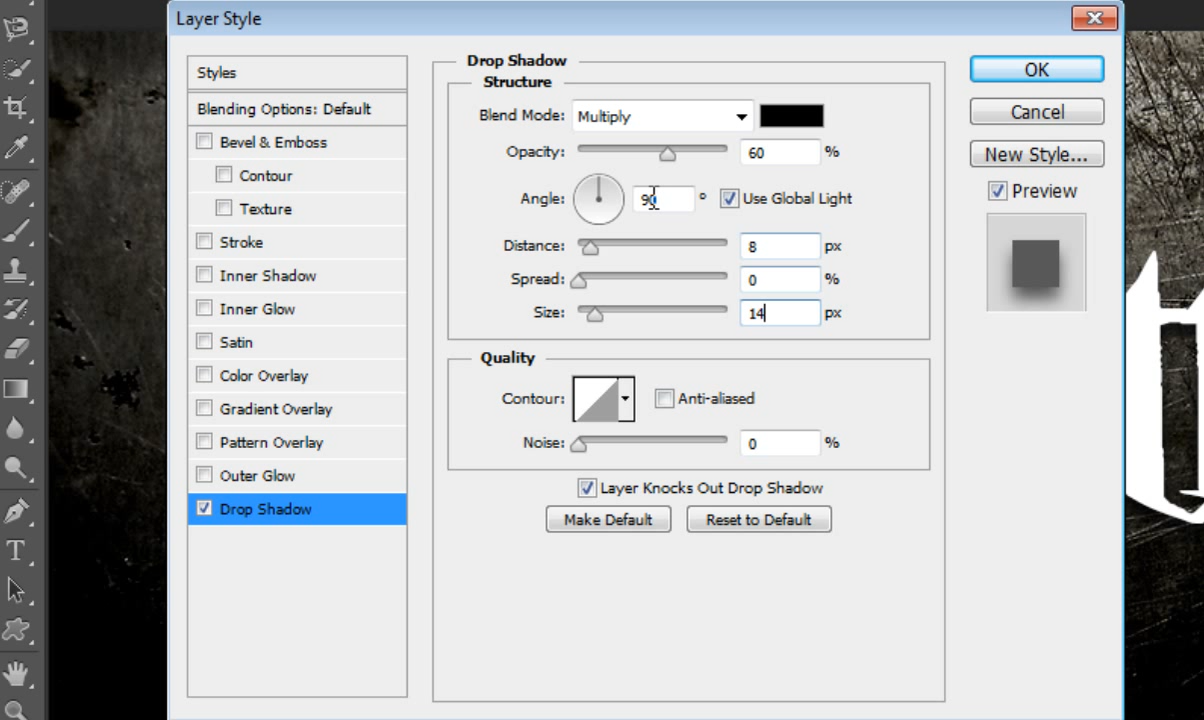 Layer Style
Styles
Blending Options: Default
Bevel & Emboss
Contour
Texture
Stroke
Inner Shadow
Inner Glow
Satin
Color Overlay
Gradient Overlay
Pattern Overlay
Outer Glow
Drop Shadow
Drop Shadow
Structure
Blend Mode: Multiply
Opacity: 60 %
Angle: 90 ° Use Global Light
Distance: 8 px
Spread: 0 %
Size: 14 px
Quality
Contour: Anti-aliased
Noise: 0 %
Layer Knocks Out Drop Shadow
Make Default Reset to Default
OK
Cancel
New Style...
Preview